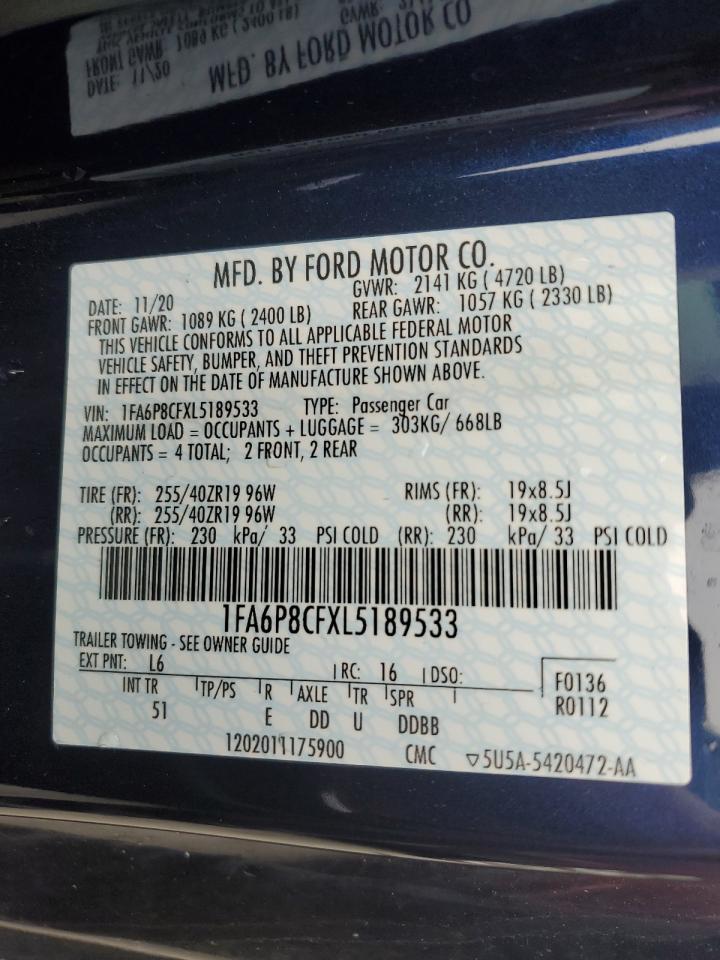 MFD. BY FORD MOTOR CO.
DATE: 11/20 GVWR: 2141 KG ( 4720 LB)
FRONT GAWR: 1089 KG ( 2400 LB) REAR GAWR: 1057 KG ( 2330 LB)
THIS VEHICLE CONFORMS TO ALL APPLICABLE FEDERAL MOTOR
VEHICLE SAFETY, BUMPER, AND THEFT PREVENTION STANDARDS
IN EFFECT ON THE DATE OF MANUFACTURE SHOWN ABOVE.
VIN: 1FA6P8CFXL5189533 TYPE: Passenger Car
MAXIMUM LOAD = OCCUPANTS + LUGGAGE = 303KG/ 668LB
OCCUPANTS = 4 TOTAL; 2 FRONT, 2 REAR
TIRE (FR): 255/40ZR19 96W RIMS (FR): 19x8.5J
(RR): 255/40ZR19 96W (RR): 19x8.5J
PRESSURE (FR): 230 kPa/ 33 PSI COLD (RR): 230 kPa/ 33 PSI COLD
1FA6P8CFXL5189533
TRAILER TOWING - SEE OWNER GUIDE
EXT PNT: L6 RC: 16 DSO: F0136
INT TR TP/PS R AXLE TR SPR R0112
51 E DD U DDBB
1202011175900 CMC 5U5A-5420472-AA